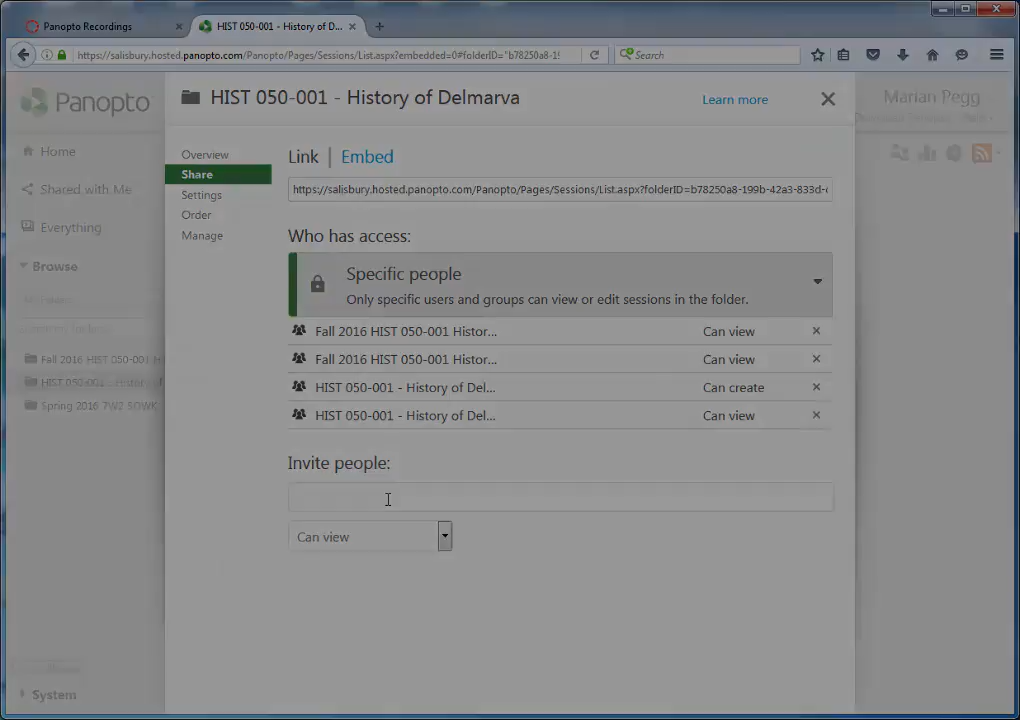 Panopto Recordings
HIST 050-001 - History of D...
https://salisbury.hosted.panopto.com/Panopto/Pages/Sessions/List.aspx?embedded=0#folderID="b78250a8-19
Search
Panopto
HIST 050-001 - History of Delmarva
Learn more
Marian Pegg
Home
Shared with Me
Everything
Browse
Fall 2016 HIST 050-001 H
HIST 050-001 - History
Spring 2016 7W2 SOWK
System
Overview
Share
Settings
Order
Manage
Link | Embed
https://salisbury.hosted.panopto.com/Panopto/Pages/Sessions/List.aspx?folderID=b78250a8-199b-42a3-833d-
Who has access:
Specific people
Only specific users and groups can view or edit sessions in the folder.
Fall 2016 HIST 050-001 Histor... Can view
Fall 2016 HIST 050-001 Histor... Can view
HIST 050-001 - History of Del... Can create
HIST 050-001 - History of Del... Can view
Invite people:
Can view